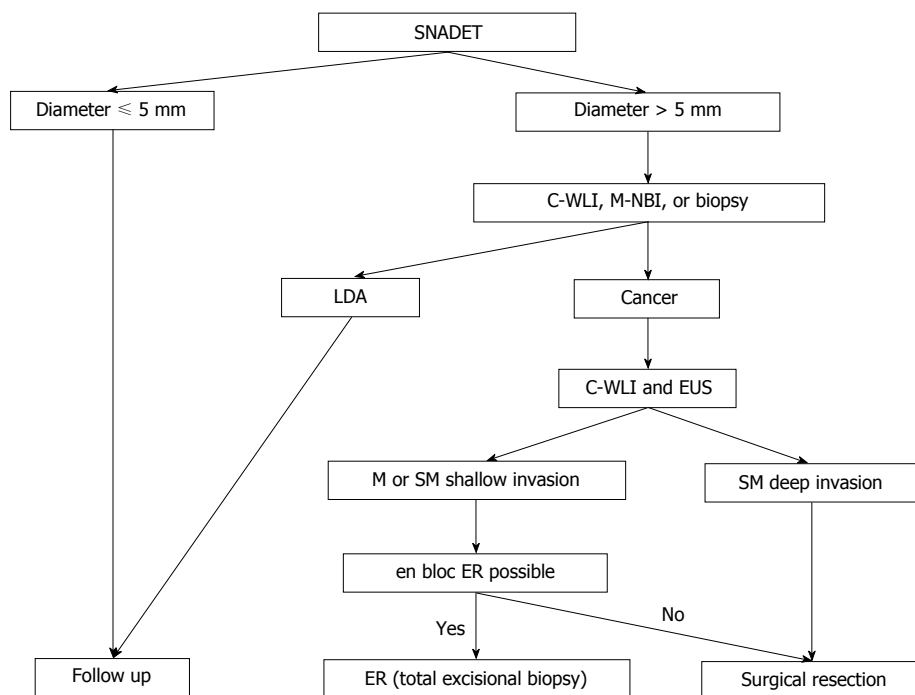 SNADET
Diameter ⩽ 5 mm
Diameter > 5 mm
C-WLI, M-NBI, or biopsy
LDA
Cancer
C-WLI and EUS
M or SM shallow invasion
SM deep invasion
en bloc ER possible
Yes
No
Follow up
ER (total excisional biopsy)
Surgical resection